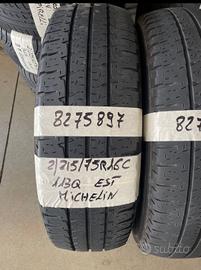 8275897
2/215/75R16C
113Q EST
MICHELIN
827
subito